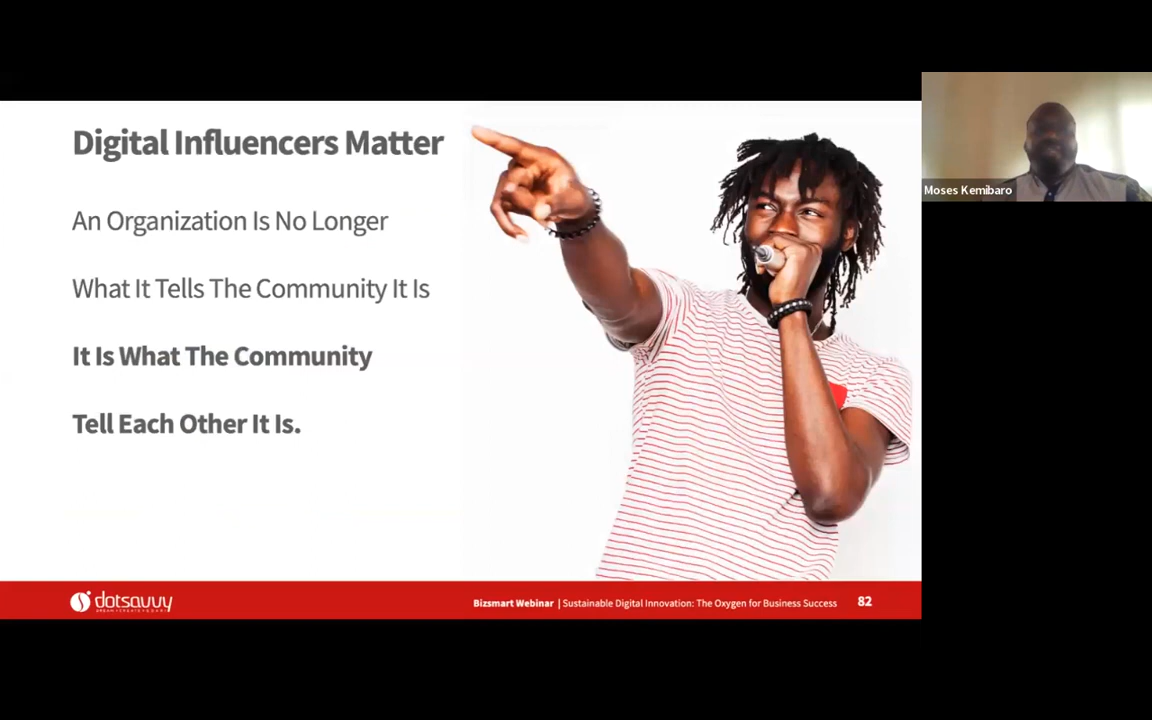 Digital Influencers Matter
An Organization Is No Longer
What It Tells The Community It Is
It Is What The Community
Tell Each Other It Is.
Moses Kemibaro
dotsavvy
Bizsmart Webinar | Sustainable Digital Innovation: The Oxygen for Business Success 82